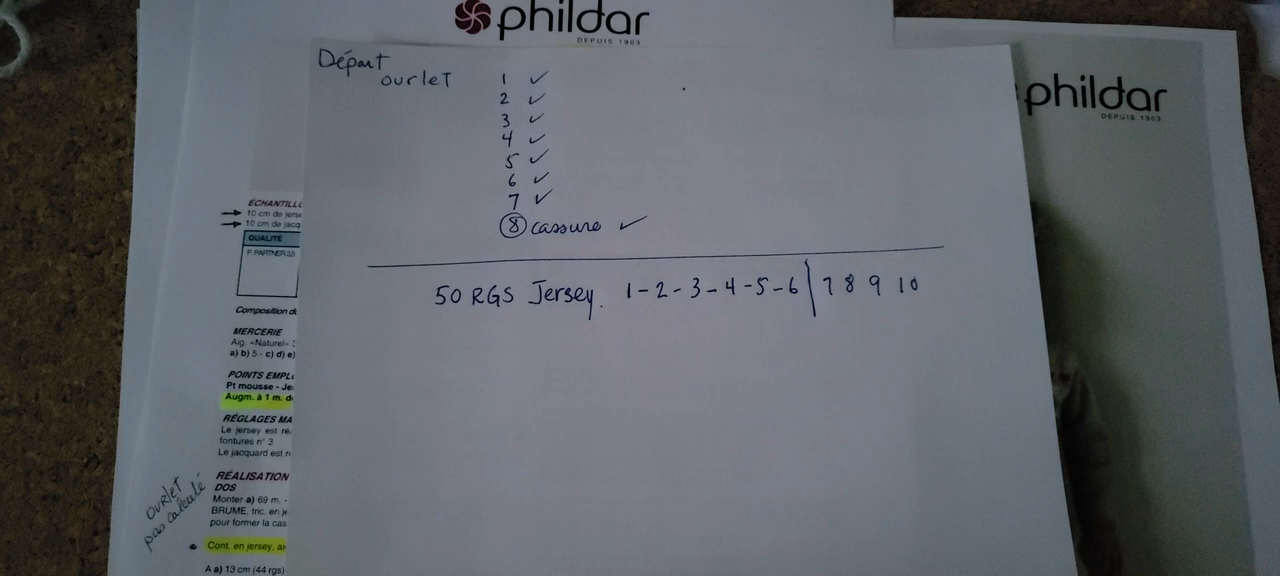 phildar
DEPUIS 1903
phildar
DEPUIS 1903
Départ
ourlet
1 ✓
2 ✓
3 ✓
4 ✓
5 ✓
6 ✓
7 ✓
8 cassure ✓
50 RGS Jersey. 1-2-3-4-5-6 | 7 8 9 10
ÉCHANTILLO
→ 10 cm de jers
→ 10 cm de jacq
QUALITÉ
P. PARTNER 3,5
Composition d
MERCERIE
Aig. «Naturel»
a) b) 5 - c) d) e)
POINTS EMPL
Pt mousse - Je
Augm. à 1 m. d
RÉGLAGES MA
Le jersey est ré
fontures n° 3
Le jacquard est r
RÉALISATION
DOS
Monter a) 69 m. -
BRUME, tric. en je
pour former la cas
Cont. en jersey, a
A a) 13 cm (44 rgs)
ourlet
pas calculé